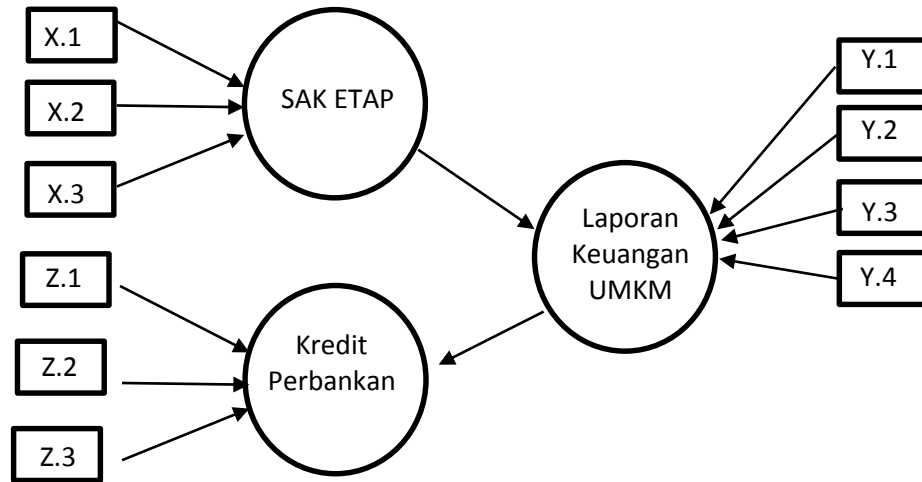 X.1
X.2
X.3
SAK ETAP
Y.1
Y.2
Y.3
Y.4
Laporan
Keuangan
UMKM
Z.1
Z.2
Z.3
Kredit
Perbankan